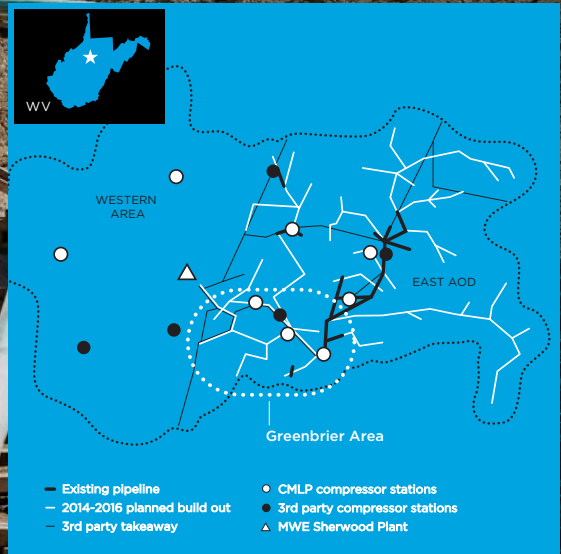 WV
WESTERN
AREA
EAST AOD
Greenbrier Area
Existing pipeline
2014-2016 planned build out
3rd party takeaway
CMLP compressor stations
3rd party compressor stations
MWE Sherwood Plant